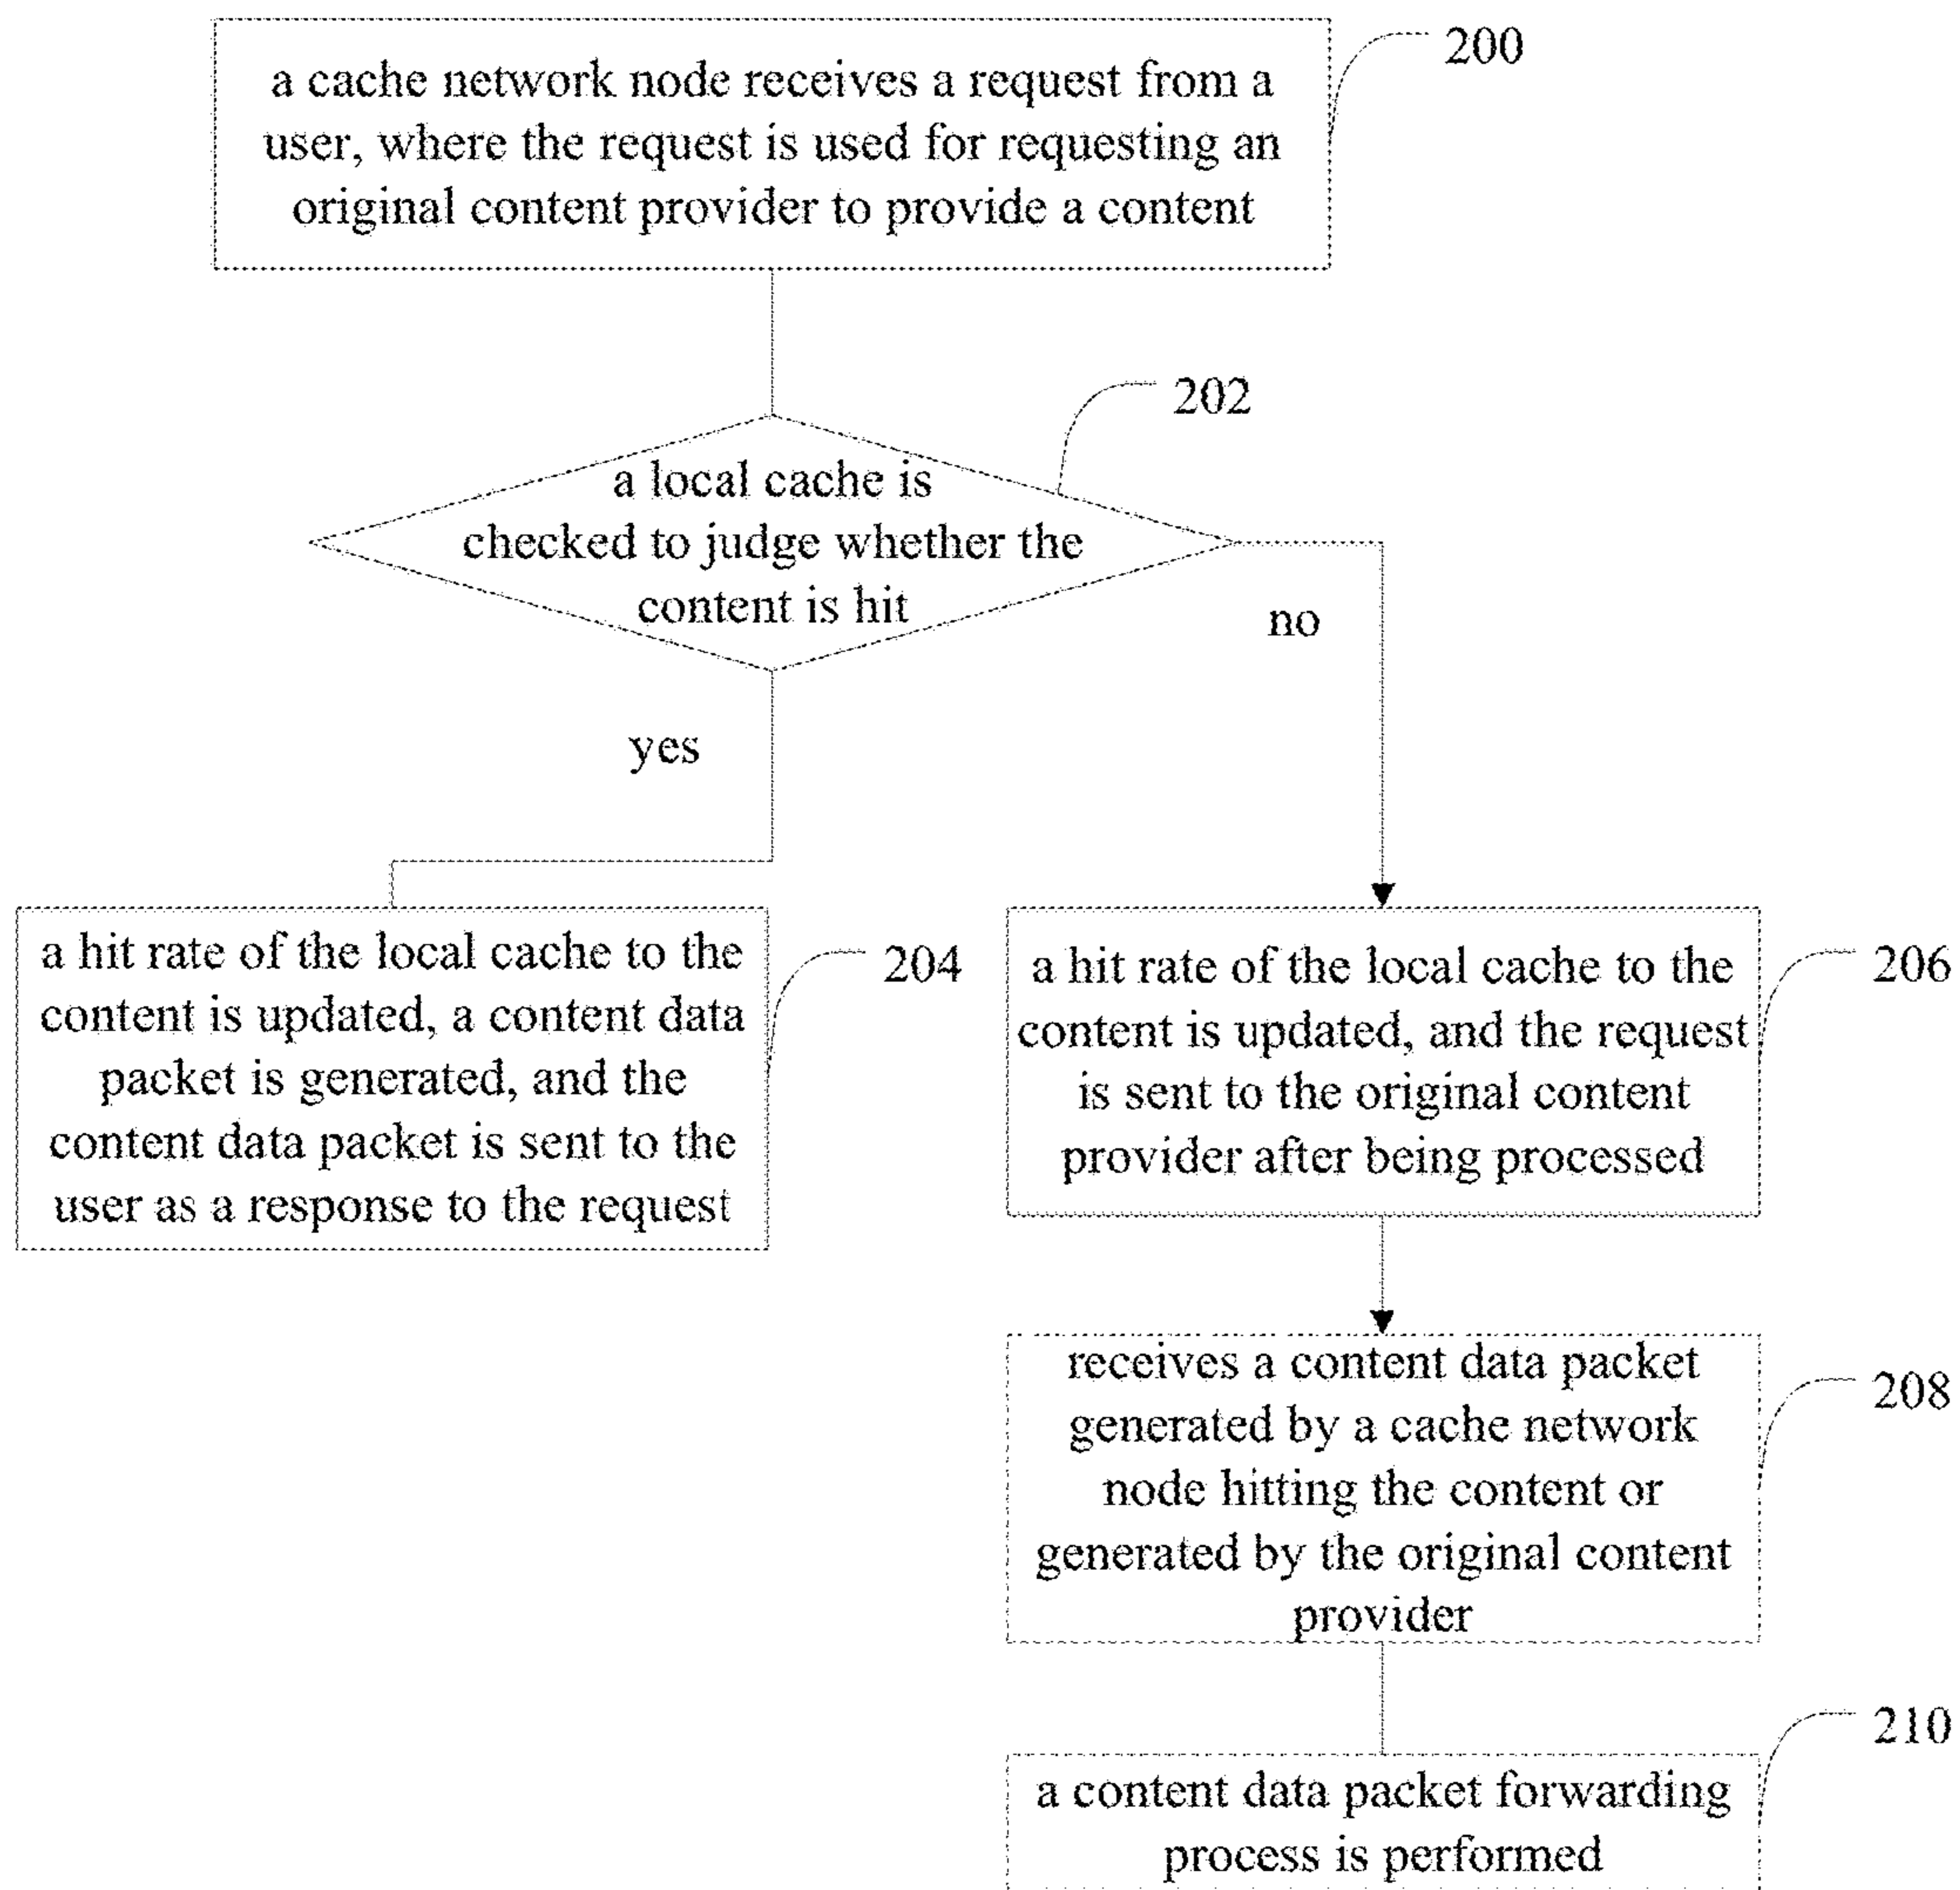 a cache network node receives a request from a
user, where the request is used for requesting an
original content provider to provide a content
200
202
a local cache is
checked to judge whether the
content is hit
no
yes
a hit rate of the local cache to the
content is updated, a content data
packet is generated, and the
content data packet is sent to the
user as a response to the request
204
a hit rate of the local cache to the
content is updated, and the request
is sent to the original content
provider after being processed
206
receives a content data packet
generated by a cache network
node hitting the content or
generated by the original content
provider
208
210
a content data packet forwarding
process is performed